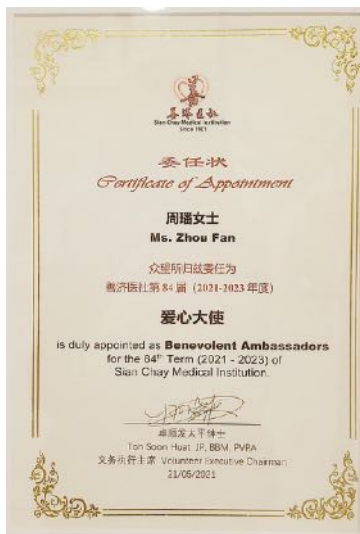 善济医社
Sian Chay Medical Institution
Since 1901
委任状
Certificate of Appointment
周璠女士
Ms. Zhou Fan
众望所归兹委任为
善济医社第84届（2021-2023年度）
爱心大使
is duly appointed as Benevolent Ambassadors
for the 84th Term (2021 - 2023) of
Sian Chay Medical Institution.
卓顺发太平绅士
Toh Soon Huat, JP, BBM, PVPA
义务执行主席 Volunteer Executive Chairman
21/05/2021